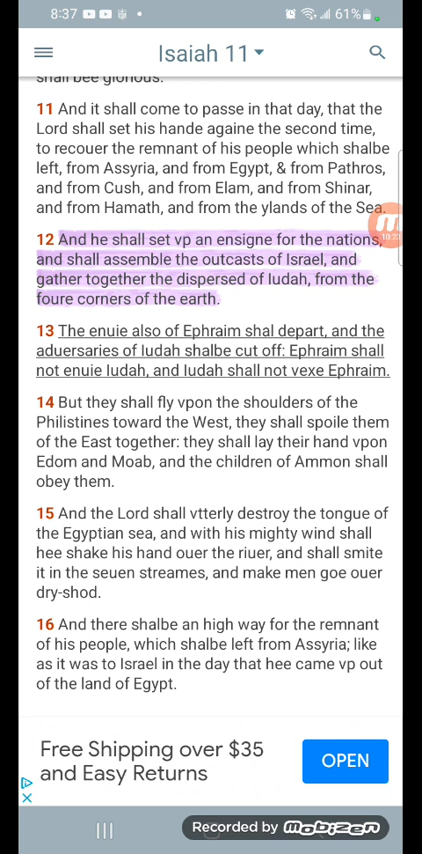 8:37
61%
Isaiah 11
shall bee glorious.
11 And it shall come to passe in that day, that the
Lord shall set his hande againe the second time,
to recouer the remnant of his people which shalbe
left, from Assyria, and from Egypt, & from Pathros,
and from Cush, and from Elam, and from Shinar,
and from Hamath, and from the ylands of the Sea.
12 And he shall set vp an ensigne for the nations,
and shall assemble the outcasts of Israel, and
gather together the dispersed of Iudah, from the
foure corners of the earth.
13 The enuie also of Ephraim shal depart, and the
aduersaries of Iudah shalbe cut off: Ephraim shall
not enuie Iudah, and Iudah shall not vexe Ephraim.
14 But they shall fly vpon the shoulders of the
Philistines toward the West, they shall spoile them
of the East together: they shall lay their hand vpon
Edom and Moab, and the children of Ammon shall
obey them.
15 And the Lord shall vtterly destroy the tongue of
the Egyptian sea, and with his mighty wind shall
hee shake his hand ouer the riuer, and shall smite
it in the seuen streames, and make men goe ouer
dry-shod.
16 And there shalbe an high way for the remnant
of his people, which shalbe left from Assyria; like
as it was to Israel in the day that hee came vp out
of the land of Egypt.
Free Shipping over $35
and Easy Returns
OPEN
Recorded by Mobizen